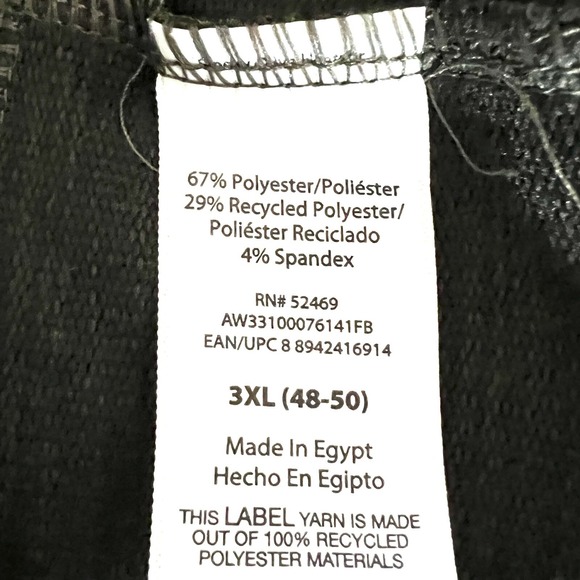 67% Polyester/Poliéster
29% Recycled Polyester/
Poliéster Reciclado
4% Spandex
RN# 52469
AW33100076141FB
EAN/UPC 8 8942416914
3XL (48-50)
Made In Egypt
Hecho En Egipto
THIS LABEL YARN IS MADE
OUT OF 100% RECYCLED
POLYESTER MATERIALS